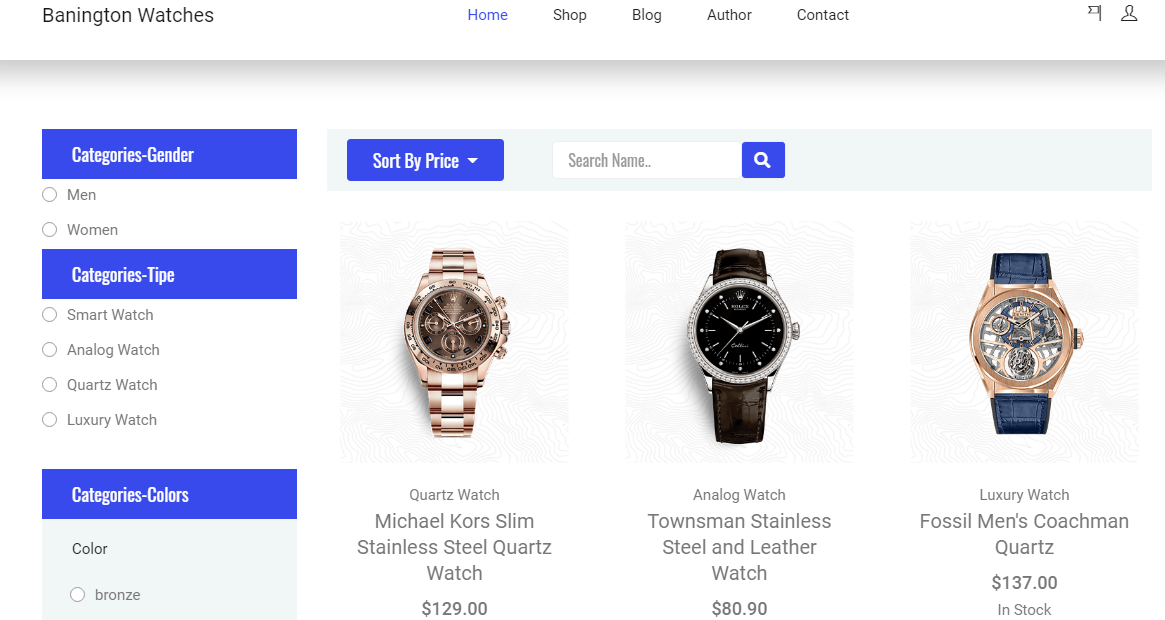 Banington Watches
Home
Shop
Blog
Author
Contact
Categories-Gender
Men
Women
Categories-Tipe
Smart Watch
Analog Watch
Quartz Watch
Luxury Watch
Categories-Colors
Color
bronze
Sort By Price
Search Name..
Quartz Watch
Michael Kors Slim
Stainless Steel Quartz
Watch
$129.00
ROLEX
Cellini
Analog Watch
Townsman Stainless
Steel and Leather
Watch
$80.90
Luxury Watch
Fossil Men's Coachman
Quartz
$137.00
In Stock